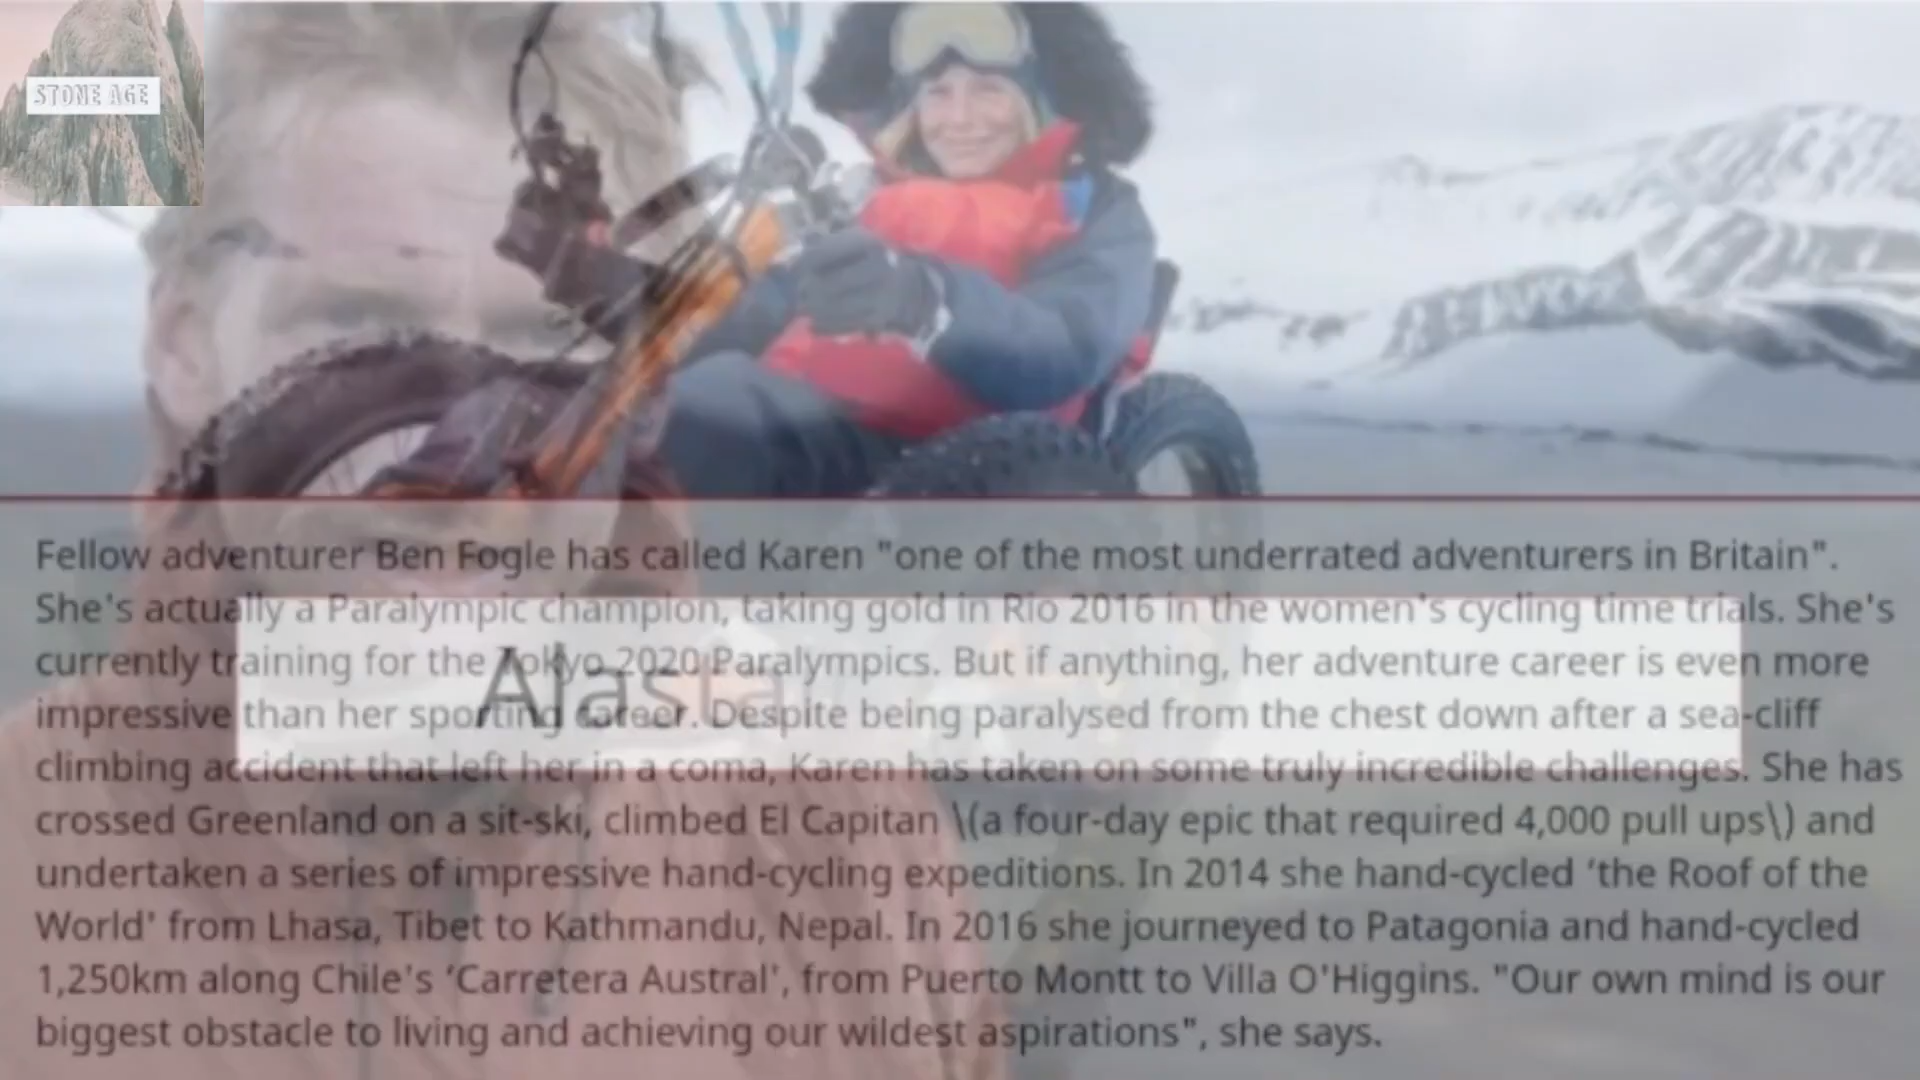 STONE AGE
Fellow adventurer Ben Fogle has called Karen "one of the most underrated adventurers in Britain".
She's actually a Paralympic champion, taking gold in Rio 2016 in the women's cycling time trials. She's
currently training for the Tokyo 2020 Paralympics. But if anything, her adventure career is even more
Alasta
impressive than her sporting career. Despite being paralysed from the chest down after a sea-cliff
climbing accident that left her in a coma, Karen has taken on some truly incredible challenges. She has
crossed Greenland on a sit-ski, climbed El Capitan \(a four-day epic that required 4,000 pull ups\) and
undertaken a series of impressive hand-cycling expeditions. In 2014 she hand-cycled ‘the Roof of the
World' from Lhasa, Tibet to Kathmandu, Nepal. In 2016 she journeyed to Patagonia and hand-cycled
1,250km along Chile's ‘Carretera Austral', from Puerto Montt to Villa O'Higgins. "Our own mind is our
biggest obstacle to living and achieving our wildest aspirations", she says.